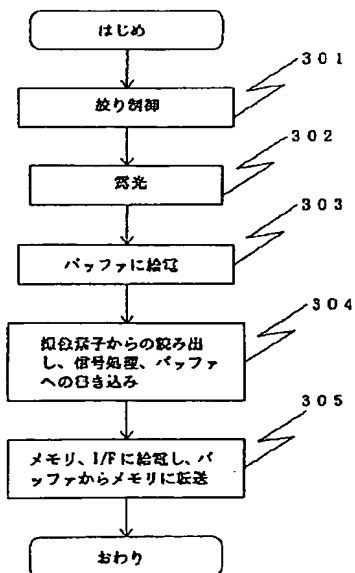 はじめ
301
絞り制御
302
露光
303
バッファに給電
304
撮像素子からの読み出
し、信号処理、バッファ
への書き込み
305
メモリ、I/Fに給電し、バッ
ファからメモリに転送
おわり